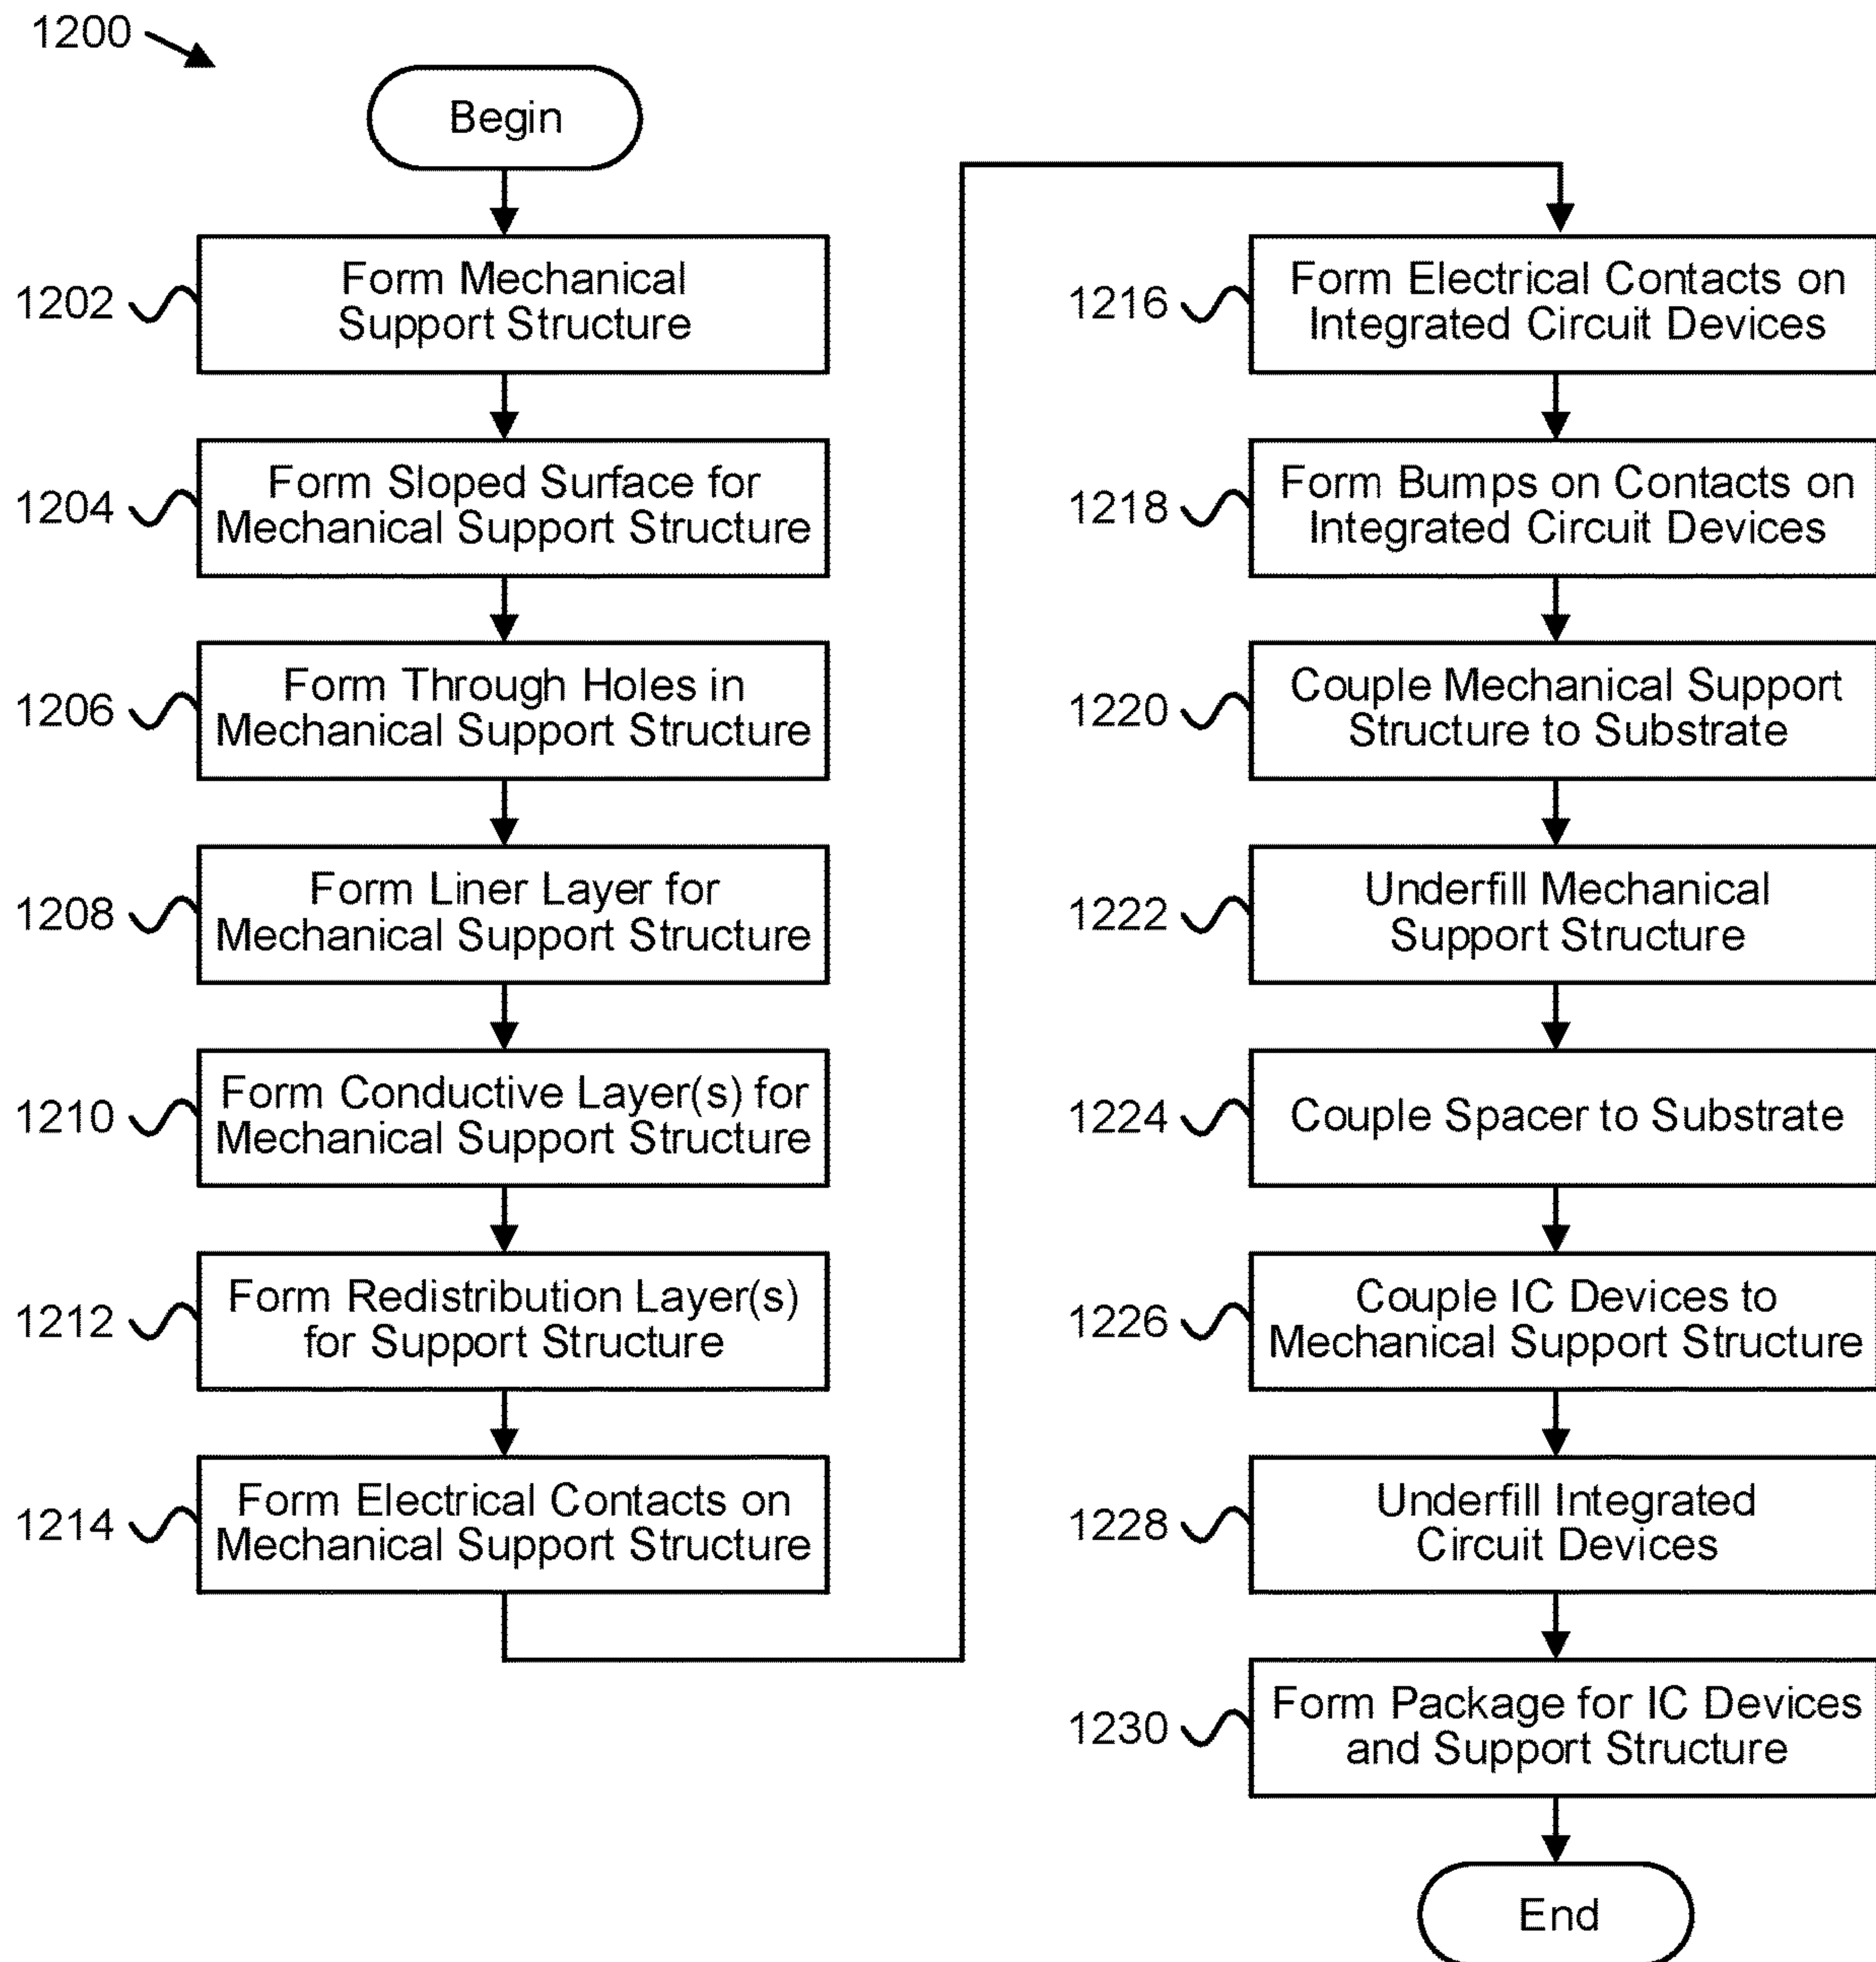 1200
Begin
1202
Form Mechanical
Support Structure
1204
Form Sloped Surface for
Mechanical Support Structure
1206
Form Through Holes in
Mechanical Support Structure
1208
Form Liner Layer for
Mechanical Support Structure
1210
Form Conductive Layer(s) for
Mechanical Support Structure
1212
Form Redistribution Layer(s)
for Support Structure
1214
Form Electrical Contacts on
Mechanical Support Structure
1216
Form Electrical Contacts on
Integrated Circuit Devices
1218
Form Bumps on Contacts on
Integrated Circuit Devices
1220
Couple Mechanical Support
Structure to Substrate
1222
Underfill Mechanical
Support Structure
1224
Couple Spacer to Substrate
1226
Couple IC Devices to
Mechanical Support Structure
1228
Underfill Integrated
Circuit Devices
1230
Form Package for IC Devices
and Support Structure
End